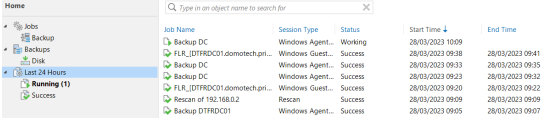 Home
Type in an object name to search for
Jobs
Backup
Backups
Disk
Last 24 Hours
Running (1)
Success
Job Name Session Type Status Start Time End Time
Backup DC Windows Agent... Working 28/03/2023 10:09
FLR_[DTFRDC01.domotech.pri... Windows Guest... Success 28/03/2023 09:38 28/03/2023 09:41
Backup DC Windows Agent... Success 28/03/2023 09:33 28/03/2023 09:35
Backup DC Windows Agent... Success 28/03/2023 09:23 28/03/2023 09:32
FLR_[DTFRDC01.domotech.pri... Windows Guest... Success 28/03/2023 09:20 28/03/2023 09:22
Rescan of 192.168.0.2 Rescan Success 28/03/2023 09:09 28/03/2023 09:09
Backup DTFRDC01 Windows Agent... Success 28/03/2023 09:05 28/03/2023 09:07